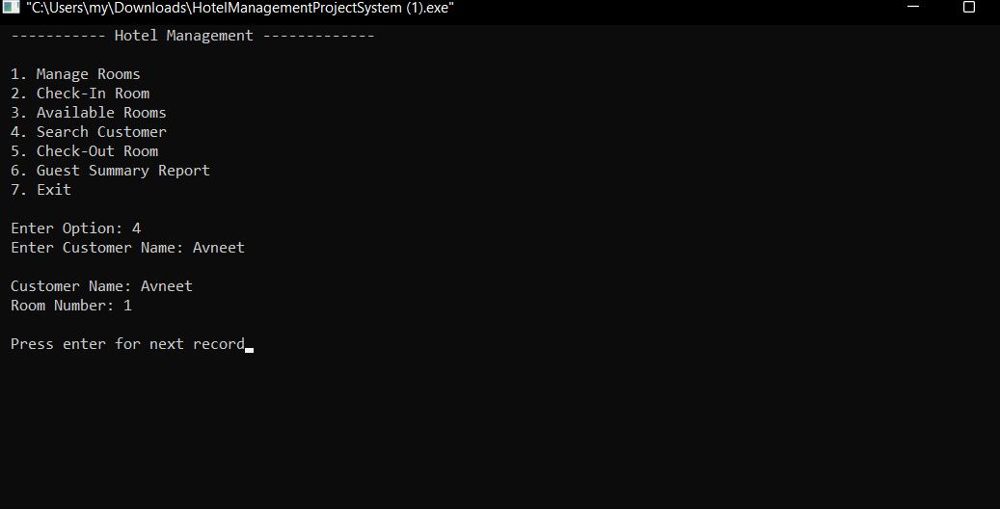 "C:\Users\my\Downloads\HotelManagementProjectSystem (1).exe"
----------- Hotel Management -------------
1. Manage Rooms
2. Check-In Room
3. Available Rooms
4. Search Customer
5. Check-Out Room
6. Guest Summary Report
7. Exit
Enter Option: 4
Enter Customer Name: Avneet
Customer Name: Avneet
Room Number: 1
Press enter for next record